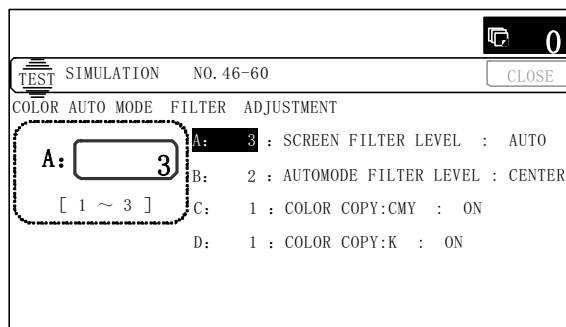 0
TEST SIMULATION NO.46-60 CLOSE
COLOR AUTO MODE FILTER ADJUSTMENT
A: 3
[ 1 ~ 3 ]
A: 3 : SCREEN FILTER LEVEL : AUTO
B: 2 : AUTOMODE FILTER LEVEL : CENTER
C: 1 : COLOR COPY:CMY : ON
D: 1 : COLOR COPY:K : ON